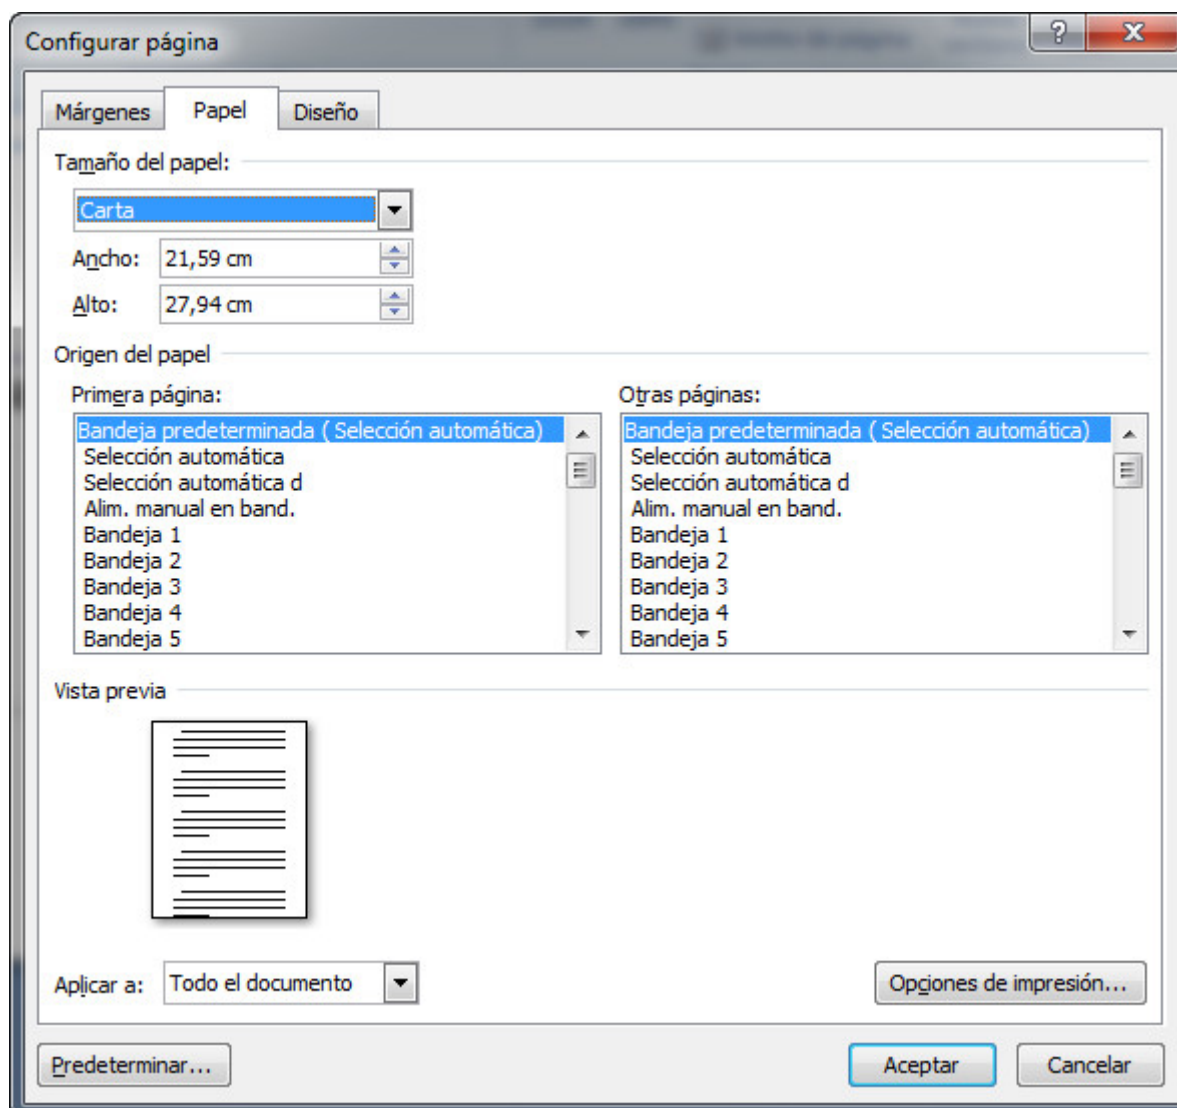 Configurar página
?
X
Márgenes Papel Diseño
Tamaño del papel:
Carta
Ancho: 21,59 cm
Alto: 27,94 cm
Origen del papel
Primera página: Otras páginas:
Bandeja predeterminada ( Selección automática) Bandeja predeterminada ( Selección automática)
Selección automática Selección automática
Selección automática d Selección automática d
Alim. manual en band. Alim. manual en band.
Bandeja 1 Bandeja 1
Bandeja 2 Bandeja 2
Bandeja 3 Bandeja 3
Bandeja 4 Bandeja 4
Bandeja 5 Bandeja 5
Vista previa
Aplicar a: Todo el documento Opciones de impresión...
Predeterminar... Aceptar Cancelar